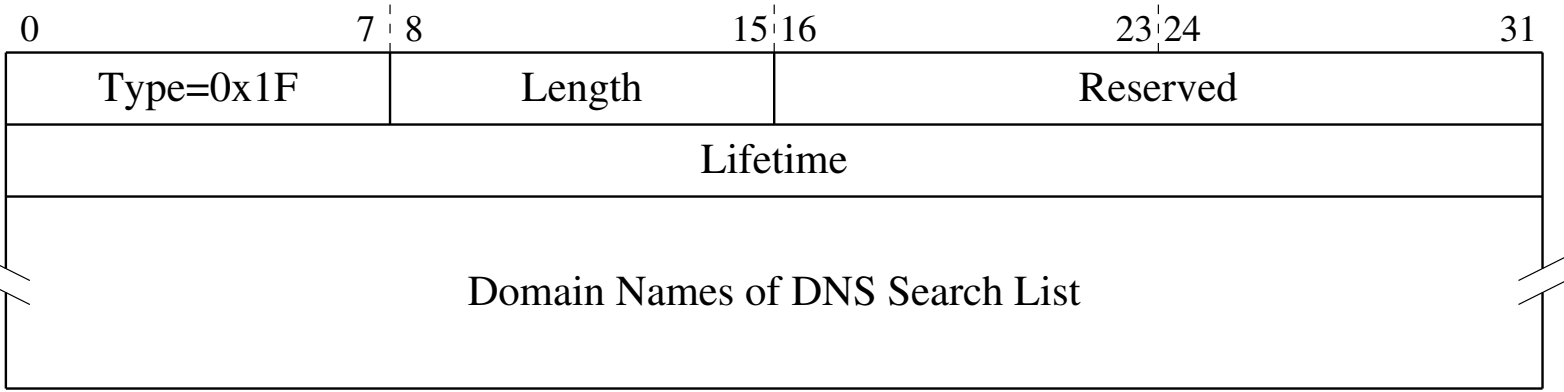 0 7 8 15 16 23 24 31
Type=0x1F Length Reserved
Lifetime
Domain Names of DNS Search List